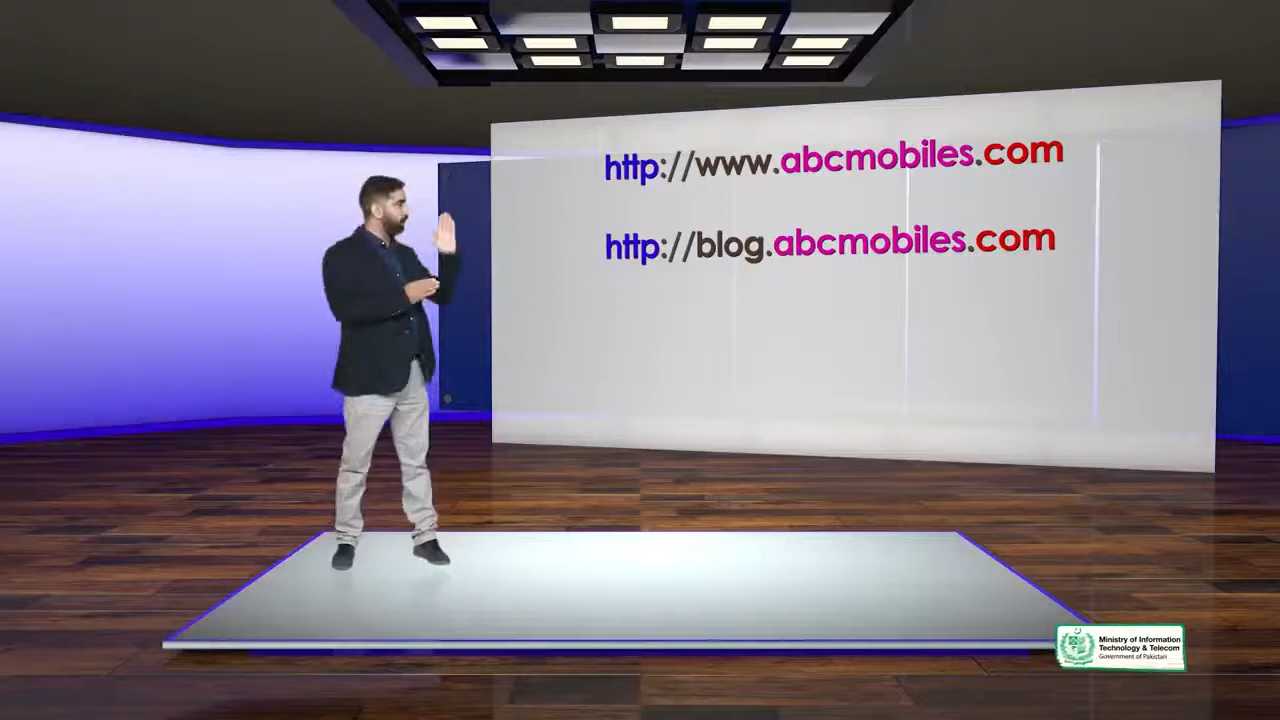 http://www.abcmobiles.com
http://blog.abcmobiles.com
Ministry of Information
Technology & Telecom
Government of Pakistan